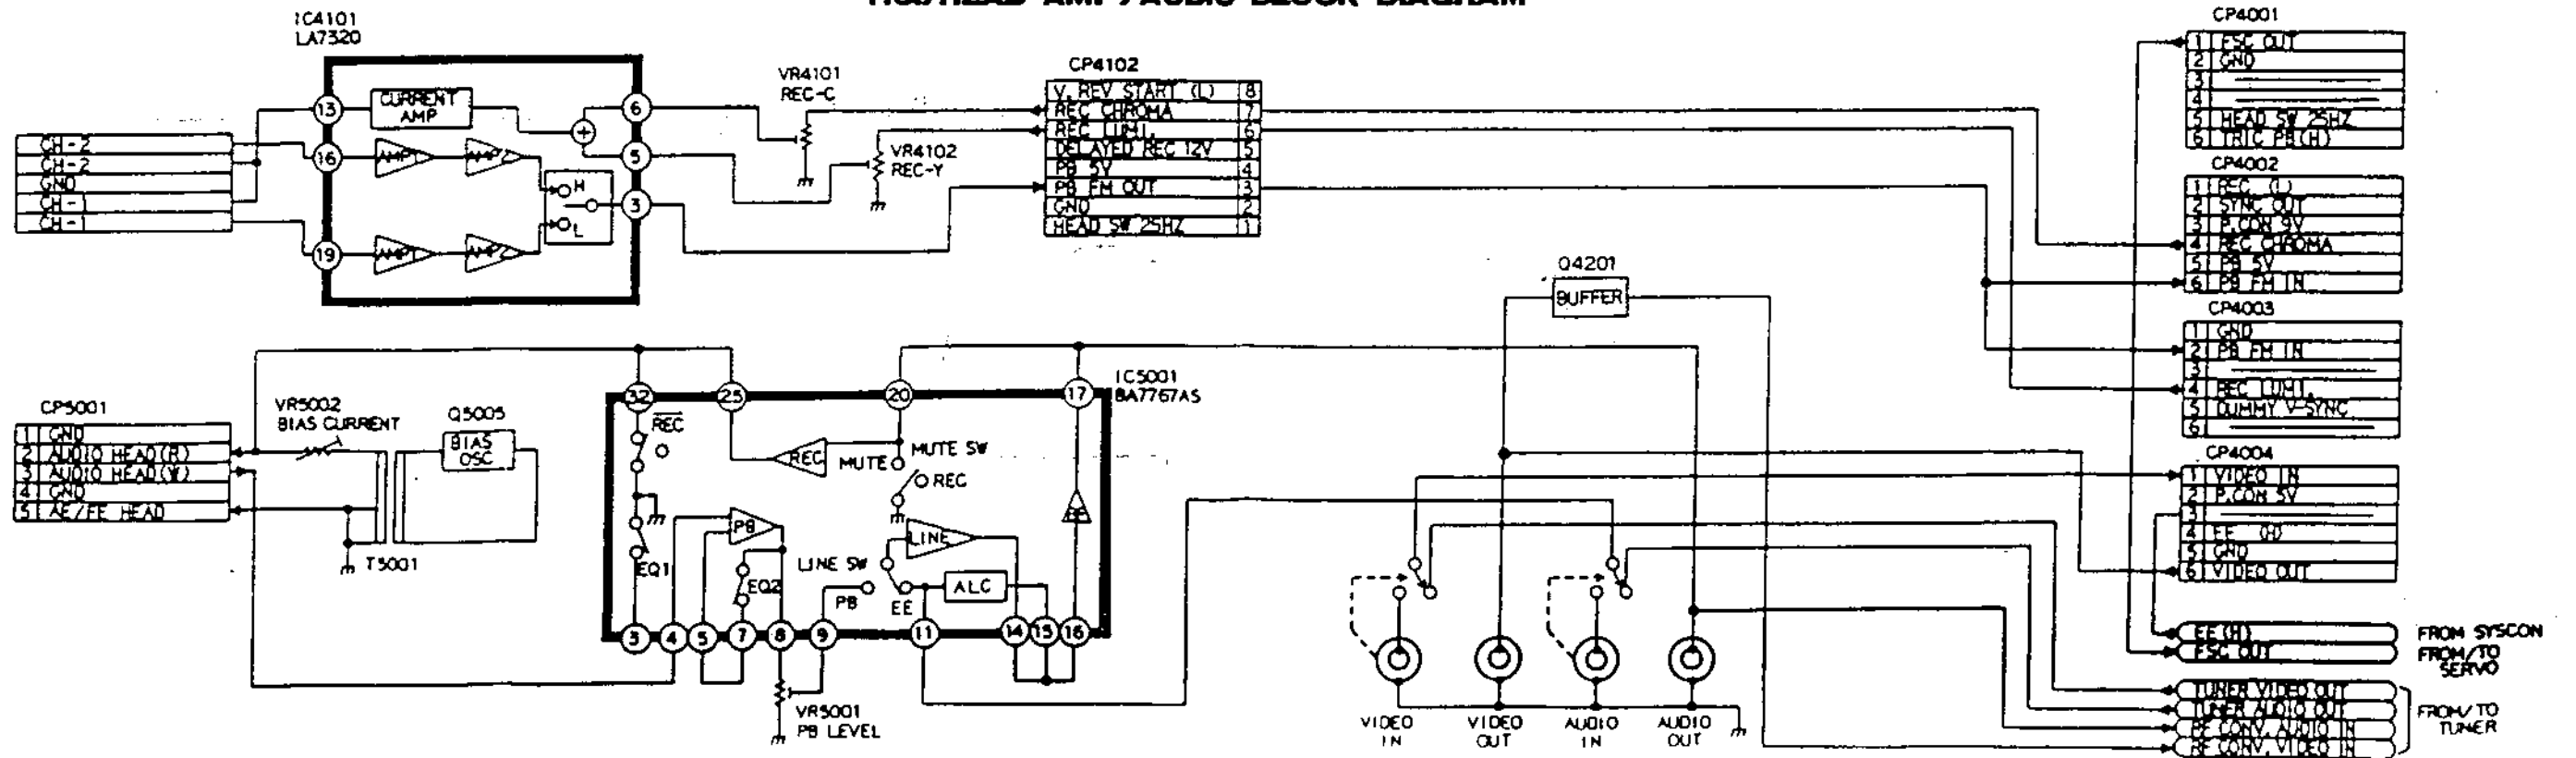 AUDIO BLOCK DIAGRAM
IC4101
LA7320
13
CURRENT
AMP
6
16
AMP1
AMP2
5
H
L
3
19
AMP1
AMP2
CH-2
CH-2
GND
CH-1
CH-1
VR4101
REC-C
VR4102
REC-Y
CP4102
V. REV START (L) 8
REC CHROMA 7
REC LUMI. 6
DELAYED REC 12V 5
PB 5V 4
PB FM OUT 3
GND 2
HEAD SW 25HZ 1
CP4001
1 FSC OUT
2 GND
3
4
5 HEAD SW 25HZ
6 TRIC PB(H)
CP4002
1 REC (L)
2 SYNC OUT
3 P.CON 9V
4 REC CHROMA
5 PB 5V
6 PB FM IN
CP4003
1 GND
2 PB FM IN
3
4 REC LUMI.
5 DUMMY V-SYNC
6
CP4004
1 VIDEO IN
2 P.CON 5V
3
4 EE (H)
5 GND
6 VIDEO OUT
Q4201
BUFFER
CP5001
1 GND
2 AUDIO HEAD(R)
3 AUDIO HEAD(W)
4 GND
5 AE/FE HEAD
VR5002
BIAS CURRENT
Q5005
BIAS
OSC
T5001
IC5001
BA7767AS
32
25
20
17
REC
REC
MUTE SW
MUTE
REC
PB
LINE
LINE SW
EQ1
EQ2
PB
EE
ALC
3
4
5
7
8
9
11
14
15
16
VR5001
PB LEVEL
VIDEO
IN
VIDEO
OUT
AUDIO
IN
AUDIO
OUT
EE(H)
FSC OUT
FROM SYSCON
FROM/TO
SERVO
TUNER VIDEO OUT
TUNER AUDIO OUT
RF CONV. AUDIO IN
RF CONV. VIDEO IN
FROM/TO
TUNER